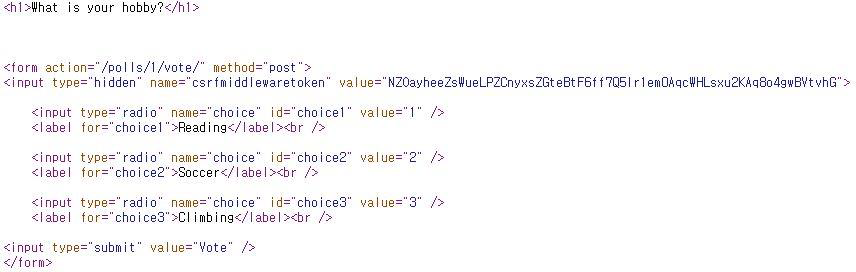 <h1>What is your hobby?</h1>
<form action="/polls/1/vote/" method="post">
<input type="hidden" name="csrfmiddlewaretoken" value="NZOayheeZsWueLPZCnyxsZGteBtF6ff7Q5Ir1emOAqcWHLsxu2KAq8o4gwBVtvhG">
<input type="radio" name="choice" id="choice1" value="1" />
<label for="choice1">Reading</label><br />
<input type="radio" name="choice" id="choice2" value="2" />
<label for="choice2">Soccer</label><br />
<input type="radio" name="choice" id="choice3" value="3" />
<label for="choice3">Climbing</label><br />
<input type="submit" value="Vote" />
</form>